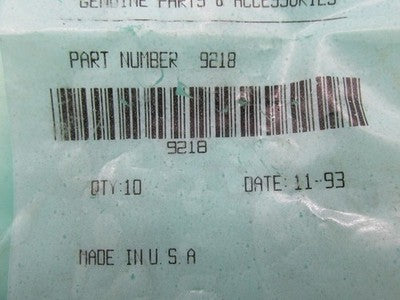 GENUINE PARTS & ACCESSORIES
PART NUMBER 9218
9218
QTY:10 DATE: 11-93
MADE IN U.S.A